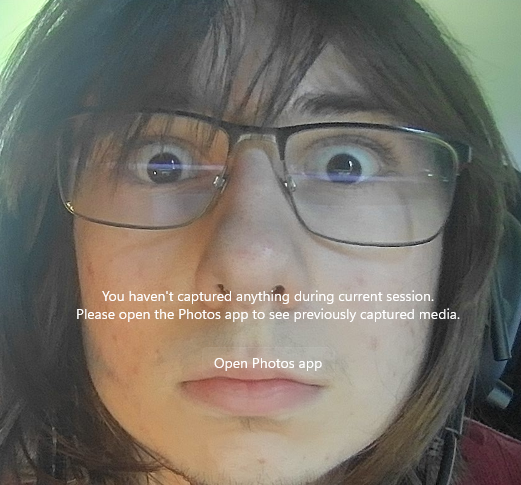 You haven't captured anything during current session.
Please open the Photos app to see previously captured media.
Open Photos app